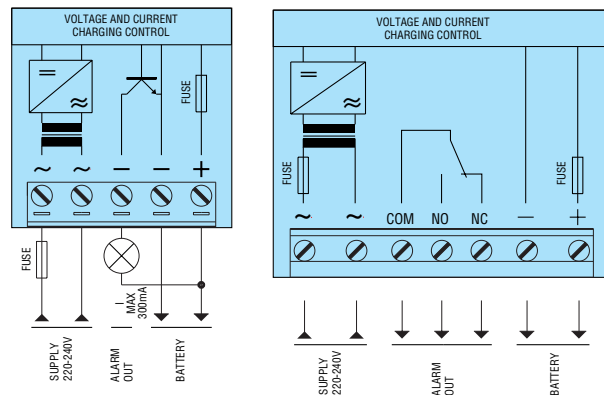 VOLTAGE AND CURRENT
CHARGING CONTROL
FUSE
~ ~ — — +
FUSE
I
MAX
300mA
SUPPLY
220-240V
ALARM
OUT
BATTERY
VOLTAGE AND CURRENT
CHARGING CONTROL
FUSE
FUSE
~ ~ COM NO NC — +
SUPPLY
220-240V
ALARM
OUT
BATTERY